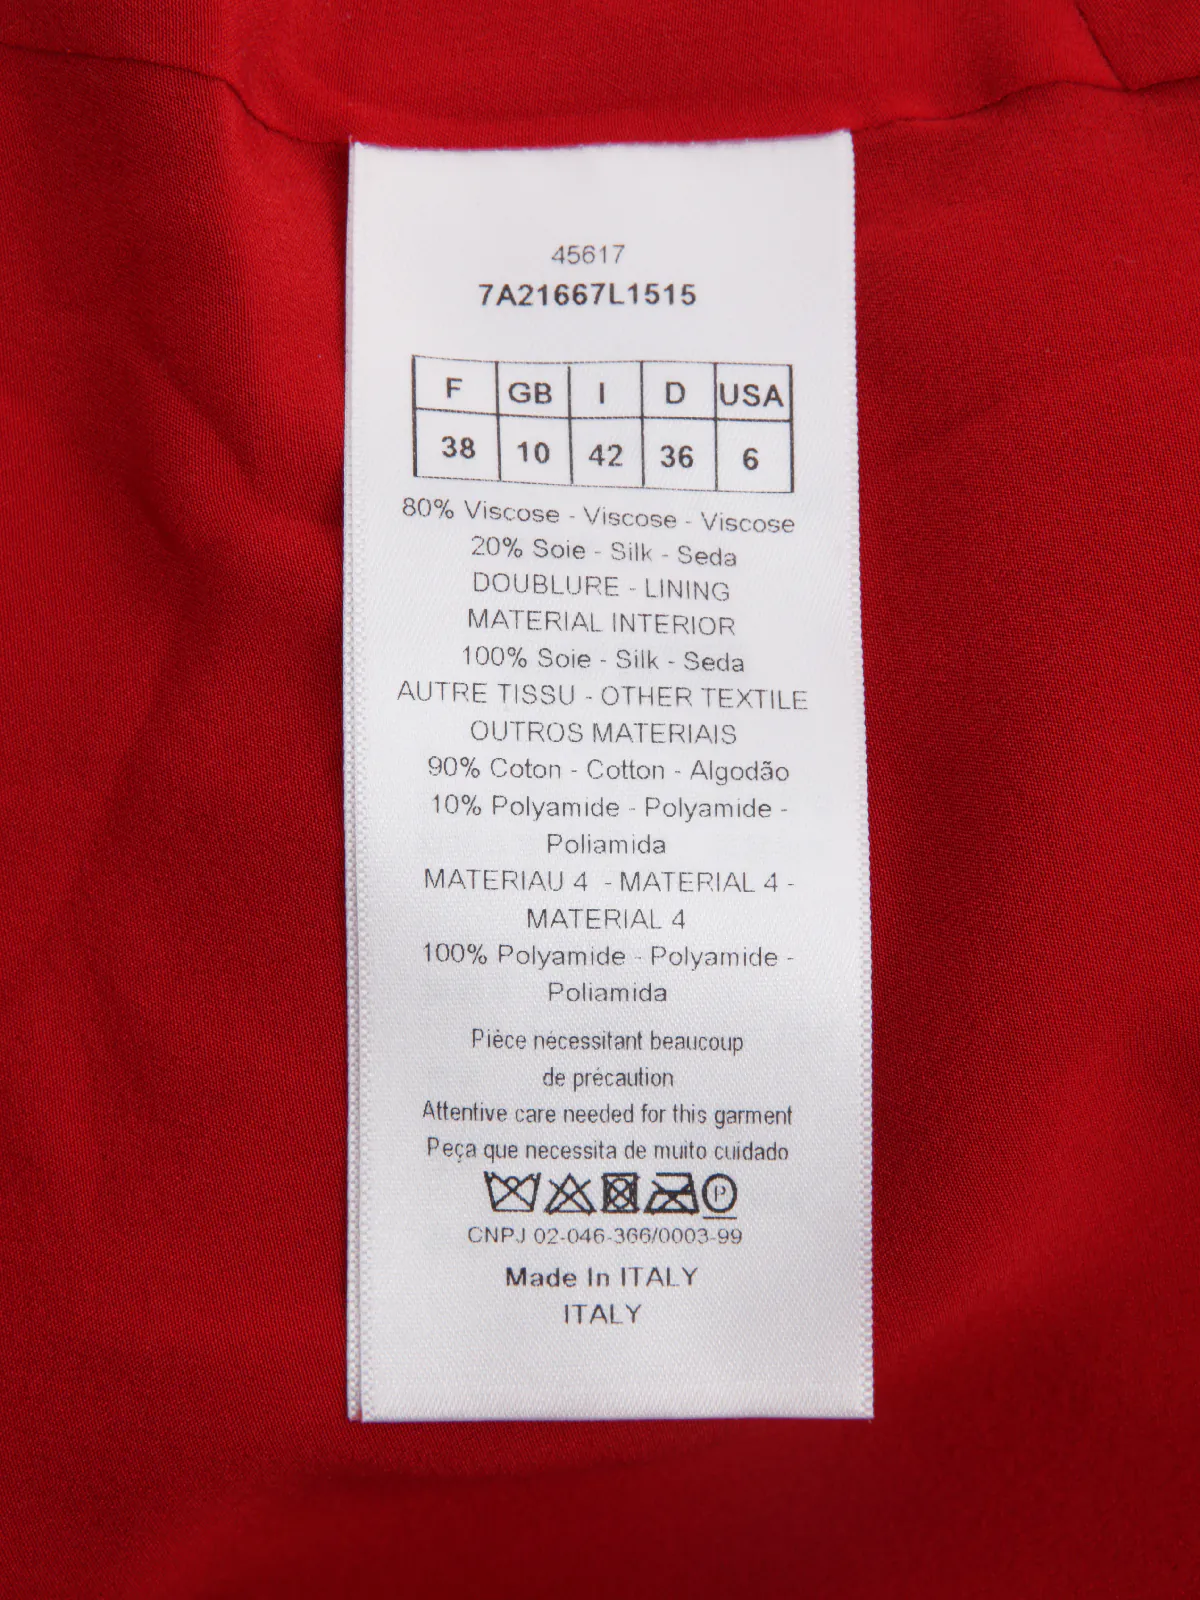 45617
7A21667L1515
F GB I D USA
38 10 42 36 6
80% Viscose - Viscose - Viscose
20% Soie - Silk - Seda
DOUBLURE - LINING
MATERIAL INTERIOR
100% Soie - Silk - Seda
AUTRE TISSU - OTHER TEXTILE
OUTROS MATERIAIS
90% Coton - Cotton - Algodão
10% Polyamide - Polyamide -
Poliamida
MATERIAU 4 - MATERIAL 4 -
MATERIAL 4
100% Polyamide - Polyamide -
Poliamida
Pièce nécessitant beaucoup
de précaution
Attentive care needed for this garment
Peça que necessita de muito cuidado
P
CNPJ 02-046-366/0003-99
Made In ITALY
ITALY